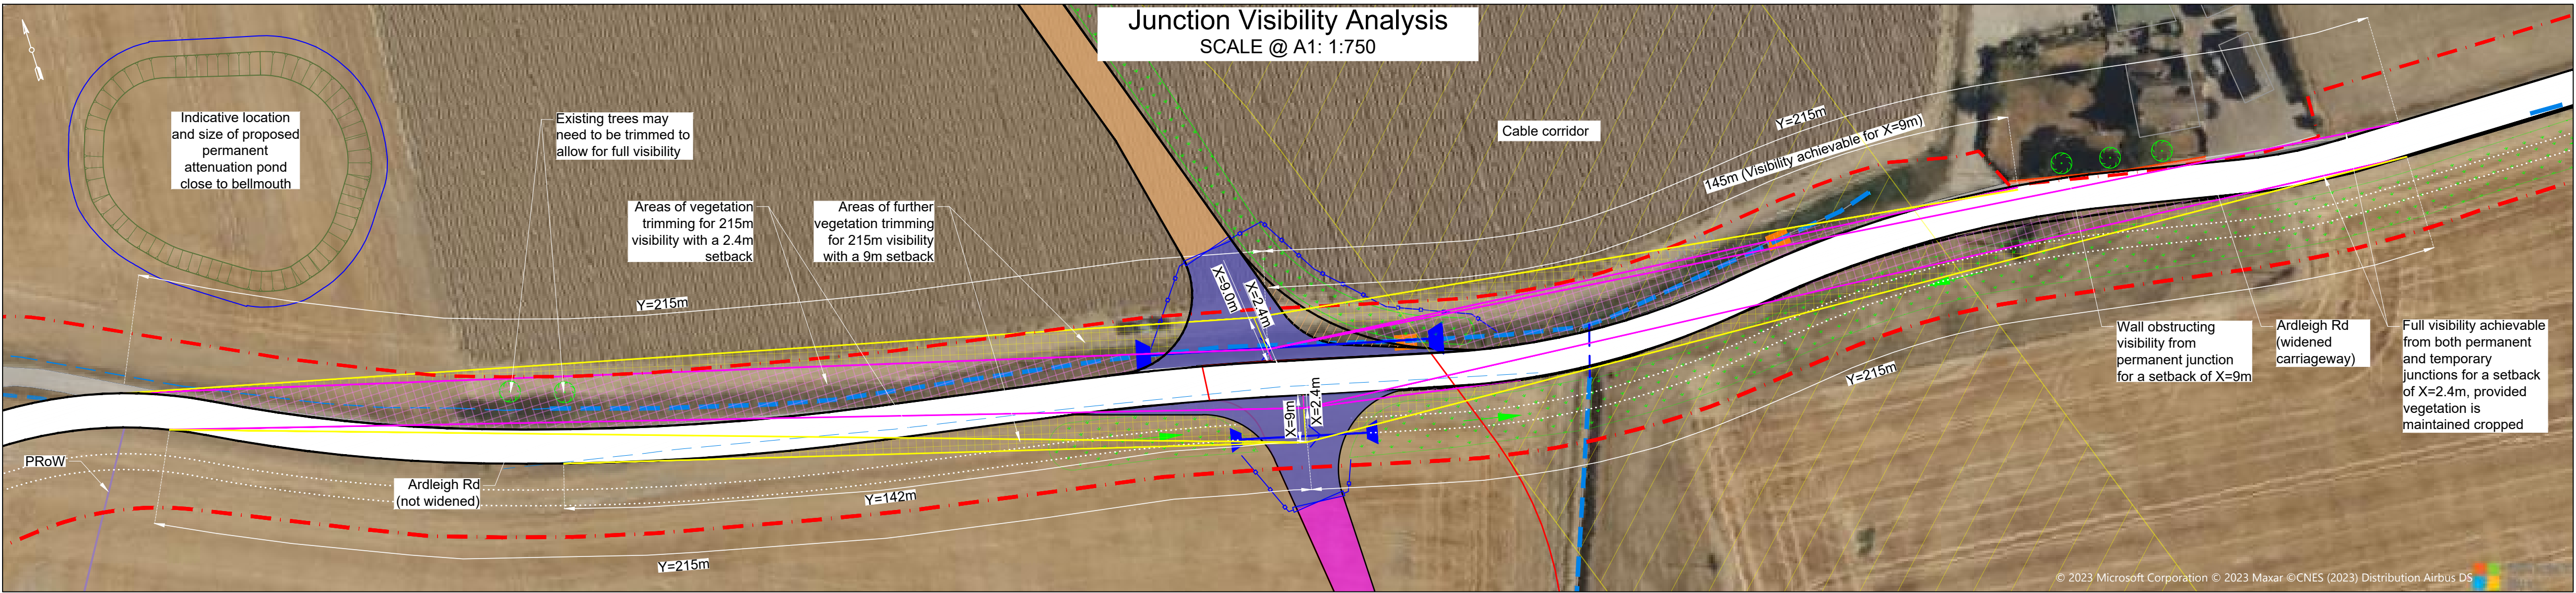 Junction Visibility Analysis
SCALE @ A1: 1:750
Indicative location
and size of proposed
permanent
attenuation pond
close to bellmouth
Existing trees may
need to be trimmed to
allow for full visibility
Areas of vegetation
trimming for 215m
visibility with a 2.4m
setback
Areas of further
vegetation trimming
for 215m visibility
with a 9m setback
Cable corridor
Y=215m
145m (Visibility achievable for X=9m)
Y=215m
X=9.0m
X=2.4m
X=9m
X=2.4m
Y=215m
Wall obstructing
visibility from
permanent junction
for a setback of X=9m
Ardleigh Rd
(widened
carriageway)
Full visibility achievable
from both permanent
and temporary
junctions for a setback
of X=2.4m, provided
vegetation is
maintained cropped
PRoW
Ardleigh Rd
(not widened)
Y=142m
Y=215m
© 2023 Microsoft Corporation © 2023 Maxar ©CNES (2023) Distribution Airbus DS